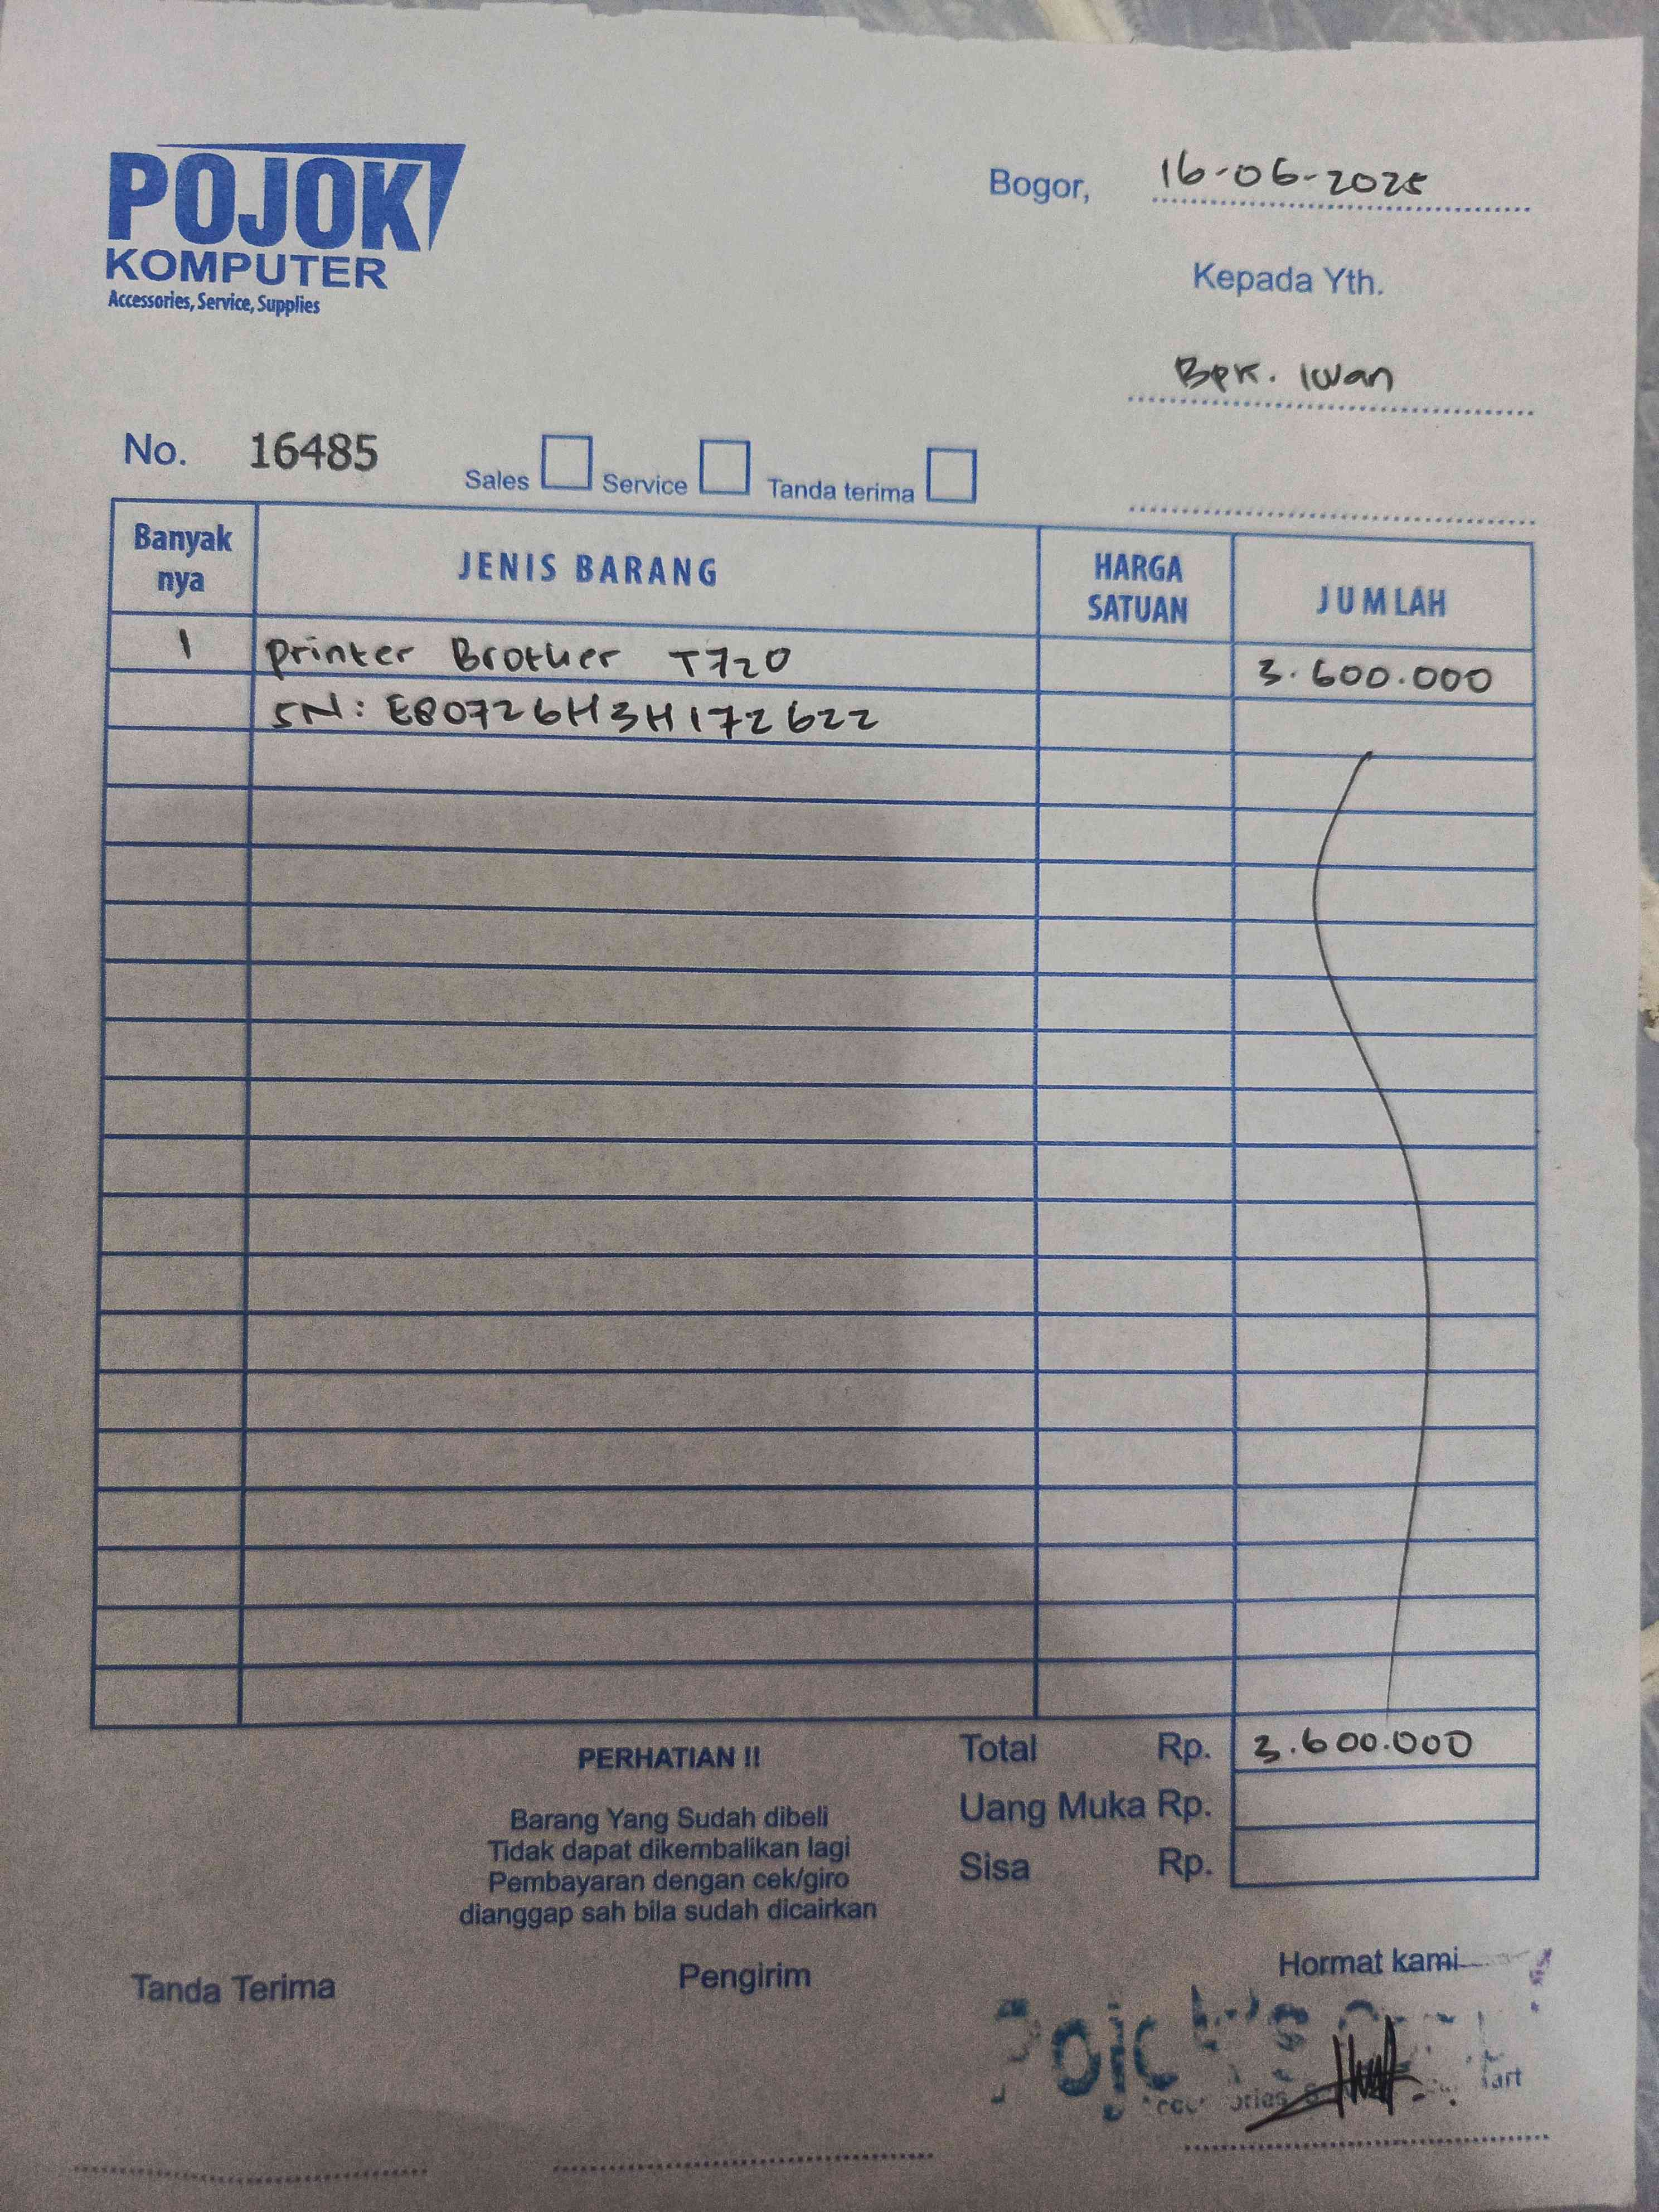 POJOK
KOMPUTER
Accessories, Service, Supplies
Bogor, 16-06-2025
Kepada Yth.
Bpk. Iwan
No. 16485
Sales Service Tanda terima
Banyak nya JENIS BARANG HARGA SATUAN JUMLAH
1 Printer Brother T720 3.600.000
SN: E80726H3H172622
Total Rp. 3.600.000
Uang Muka Rp.
Sisa Rp.
PERHATIAN !!
Barang Yang Sudah dibeli
Tidak dapat dikembalikan lagi
Pembayaran dengan cek/giro
dianggap sah bila sudah dicairkan
Tanda Terima Pengirim Hormat kami